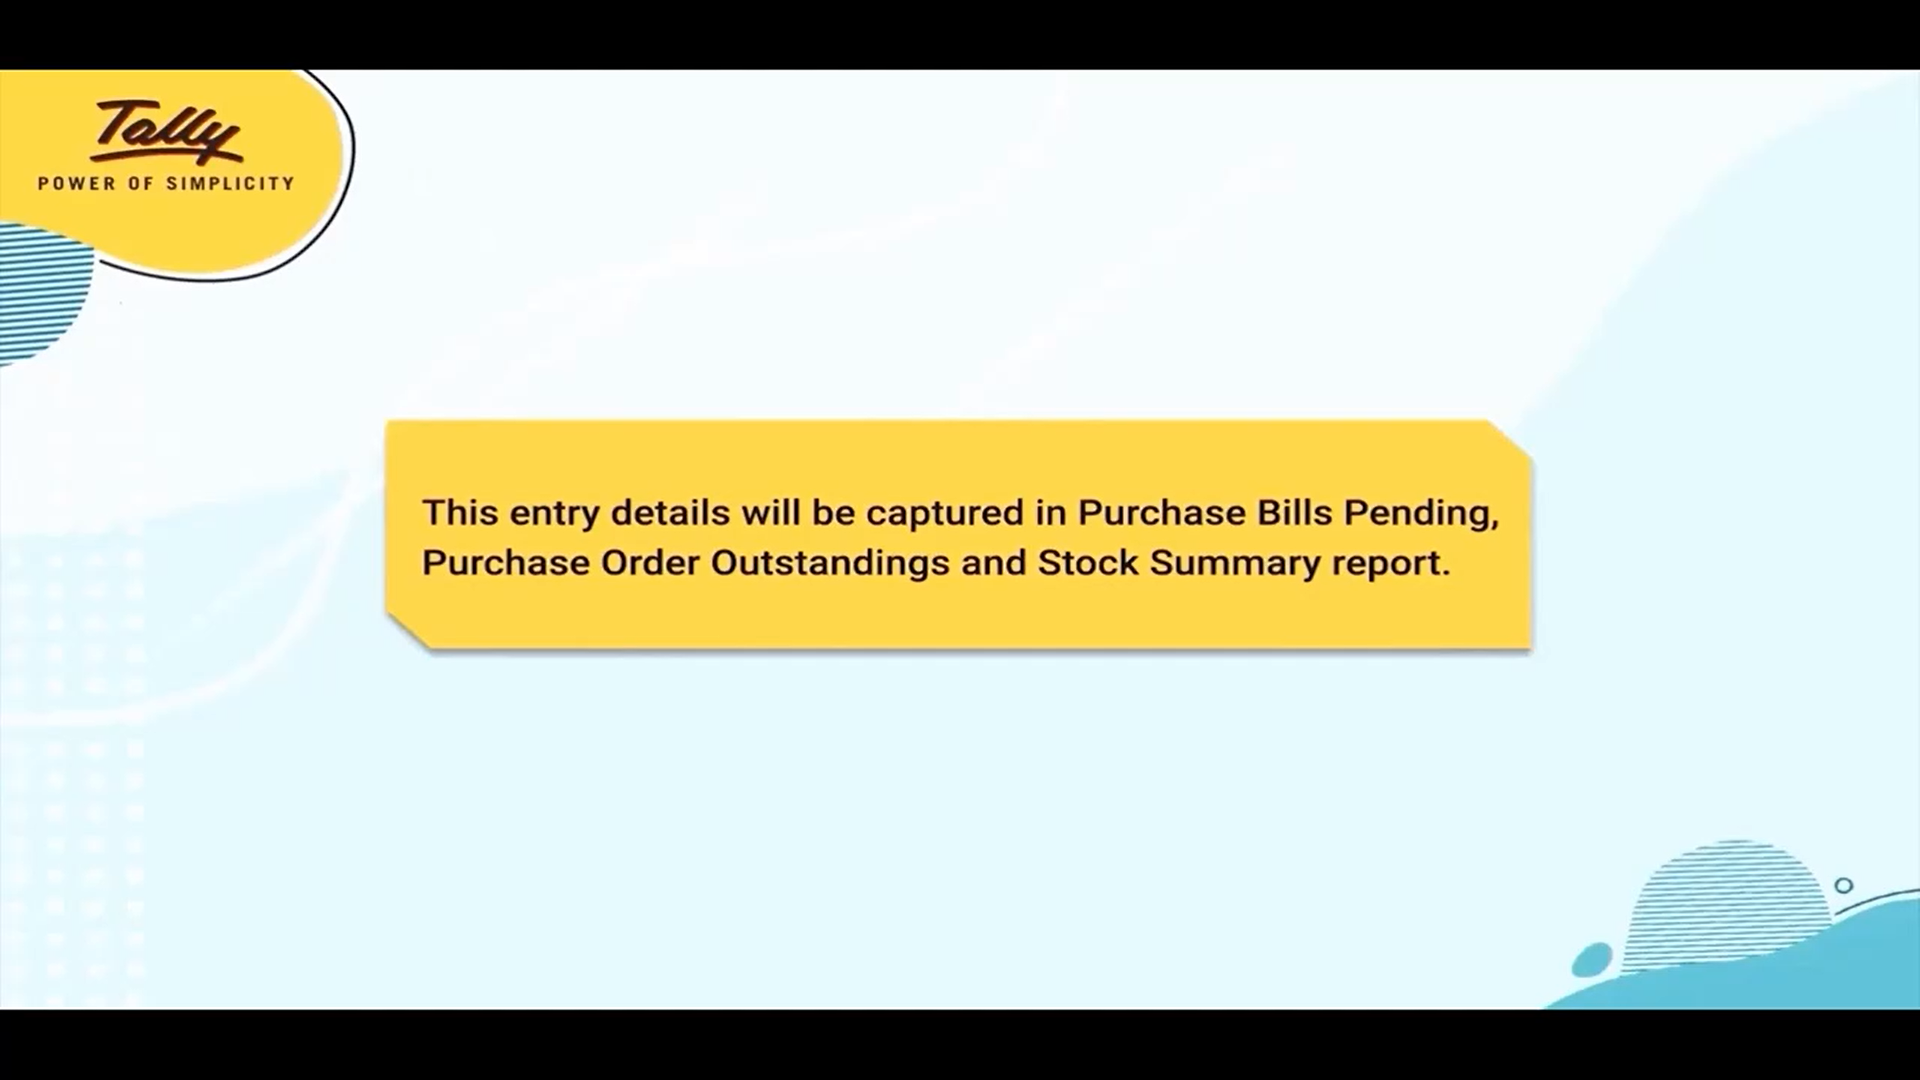 Tally
POWER OF SIMPLICITY
This entry details will be captured in Purchase Bills Pending,
Purchase Order Outstandings and Stock Summary report.